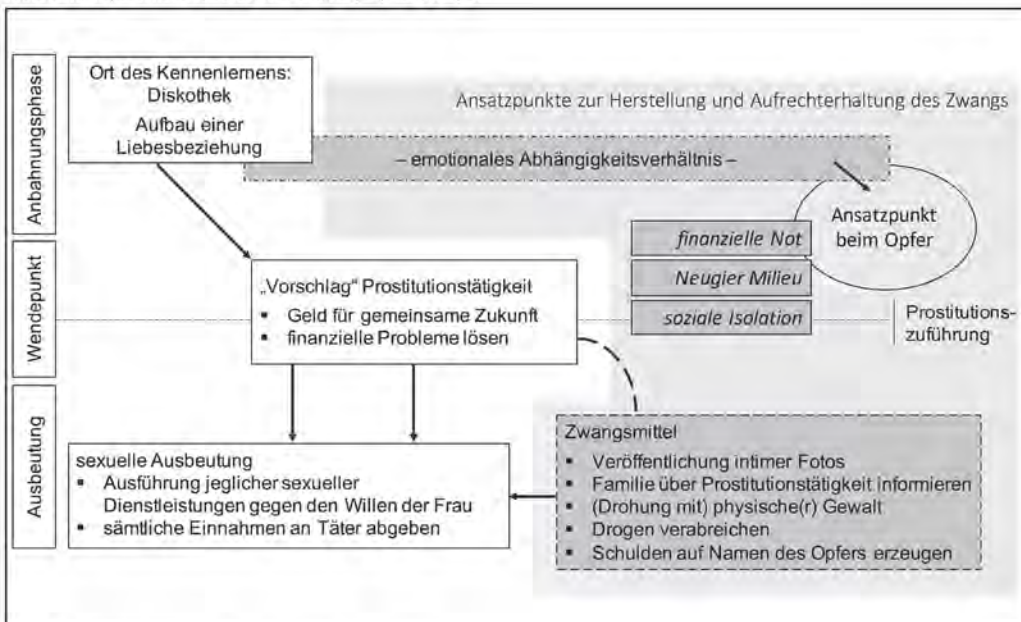 Anbahnungsphase
Ort des Kennenlernens:
Diskothek
Aufbau einer
Liebesbeziehung
Ansatzpunkte zur Herstellung und Aufrechterhaltung des Zwangs
– emotionales Abhängigkeitsverhältnis –
Ansatzpunkt
beim Opfer
finanzielle Not
Neugier Milieu
soziale Isolation
Wendepunkt
„Vorschlag“ Prostitutionstätigkeit
▪ Geld für gemeinsame Zukunft
▪ finanzielle Probleme lösen
Prostitutions-
zuführung
Ausbeutung
sexuelle Ausbeutung
▪ Ausführung jeglicher sexueller
Dienstleistungen gegen den Willen der Frau
▪ sämtliche Einnahmen an Täter abgeben
Zwangsmittel
▪ Veröffentlichung intimer Fotos
▪ Familie über Prostitutionstätigkeit informieren
▪ (Drohung mit) physische(r) Gewalt
▪ Drogen verabreichen
▪ Schulden auf Namen des Opfers erzeugen